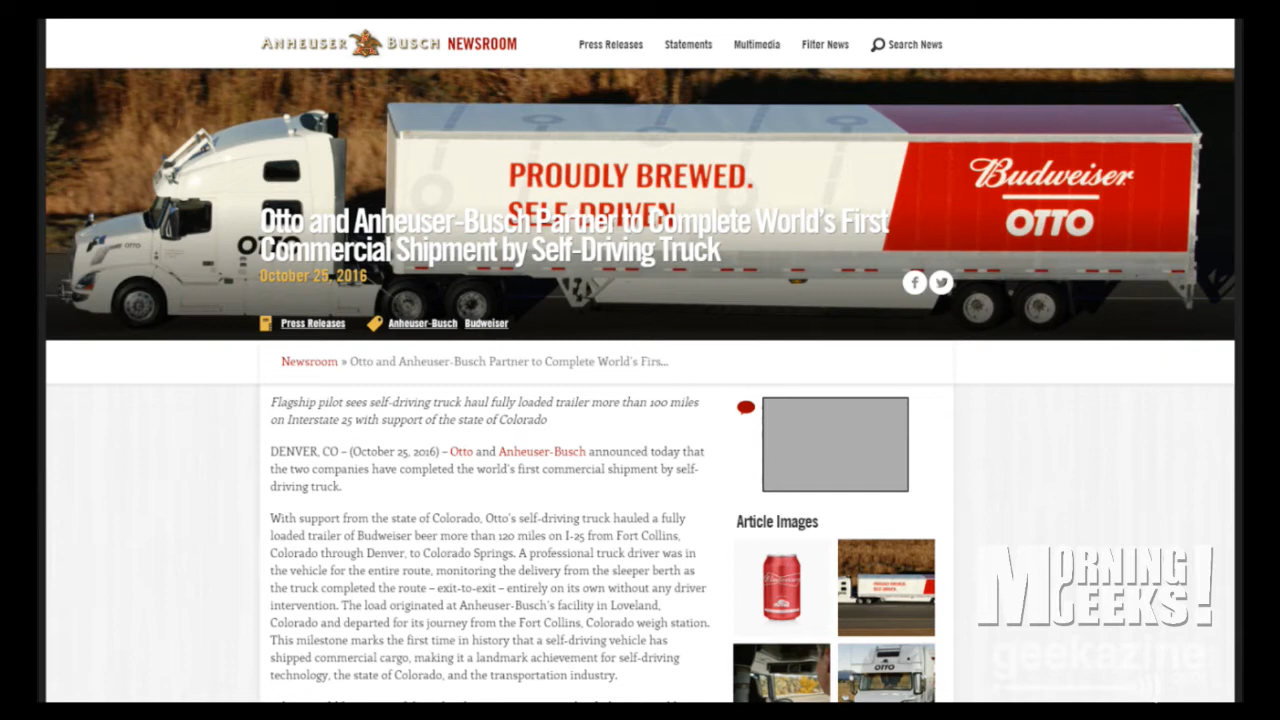 ANHEUSER BUSCH NEWSROOM
Press Releases Statements Multimedia Filter News Search News
PROUDLY BREWED.
SELF-DRIVEN.
Budweiser
OTTO
OTTO
Otto and Anheuser-Busch Partner to Complete World's First
Commercial Shipment by Self-Driving Truck
October 25, 2016
Press Releases Anheuser-Busch Budweiser
Newsroom » Otto and Anheuser-Busch Partner to Complete World's Firs...
Flagship pilot sees self-driving truck haul fully loaded trailer more than 100 miles
on Interstate 25 with support of the state of Colorado
DENVER, CO – (October 25, 2016) – Otto and Anheuser-Busch announced today that
the two companies have completed the world's first commercial shipment by self-
driving truck.
With support from the state of Colorado, Otto's self-driving truck hauled a fully
loaded trailer of Budweiser beer more than 120 miles on I-25 from Fort Collins,
Colorado through Denver, to Colorado Springs. A professional truck driver was in
the vehicle for the entire route, monitoring the delivery from the sleeper berth as
the truck completed the route – exit-to-exit – entirely on its own without any driver
intervention. The load originated at Anheuser-Busch's facility in Loveland,
Colorado and departed for its journey from the Fort Collins, Colorado weigh station.
This milestone marks the first time in history that a self-driving vehicle has
shipped commercial cargo, making it a landmark achievement for self-driving
technology, the state of Colorado, and the transportation industry.
Article Images
OTTO
MORNING
GEEKS!
geekazine